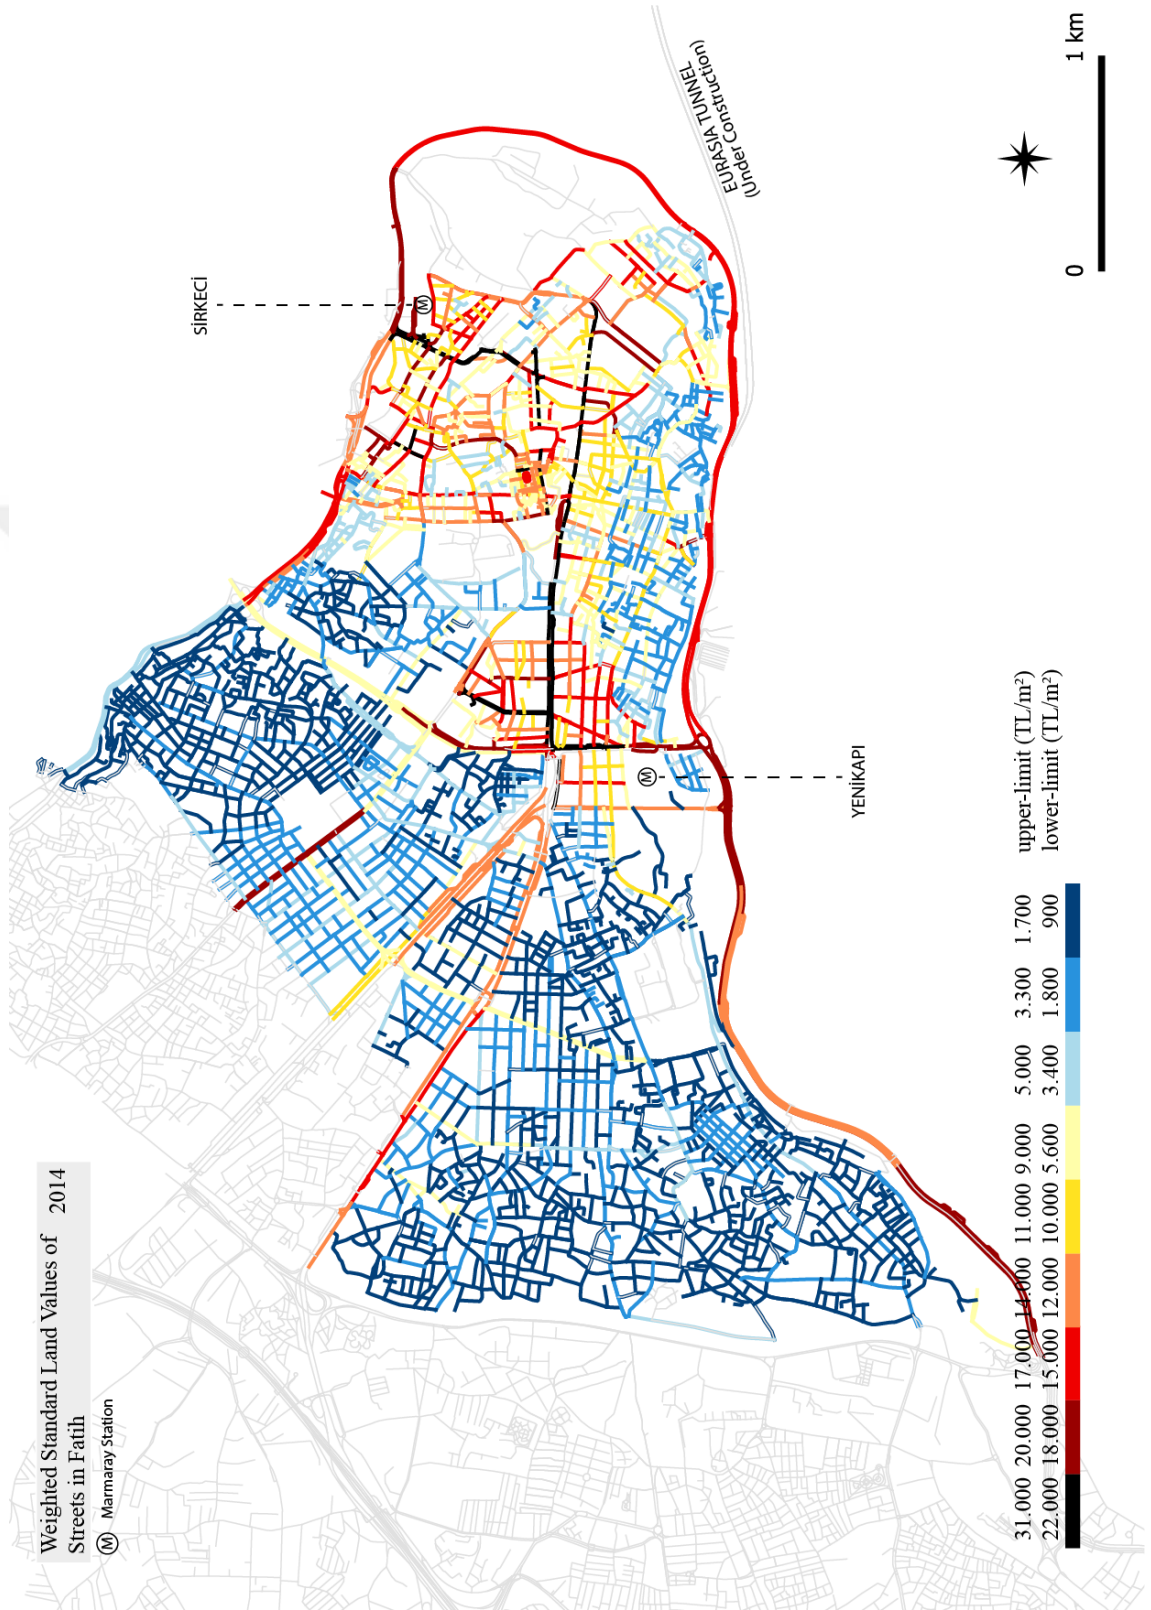 Weighted Standard Land Values of 2014
Streets in Fatih
M Marmaray Station
SİRKECİ
M
EURASIA TUNNEL
(Under Construction)
M
YENİKAPI
0 1 km
31.000 20.000 17.000 14.000 11.000 9.000 5.000 3.300 1.700 upper-limit (TL/m²)
22.000 18.000 15.000 12.000 10.000 5.600 3.400 1.800 900 lower-limit (TL/m²)